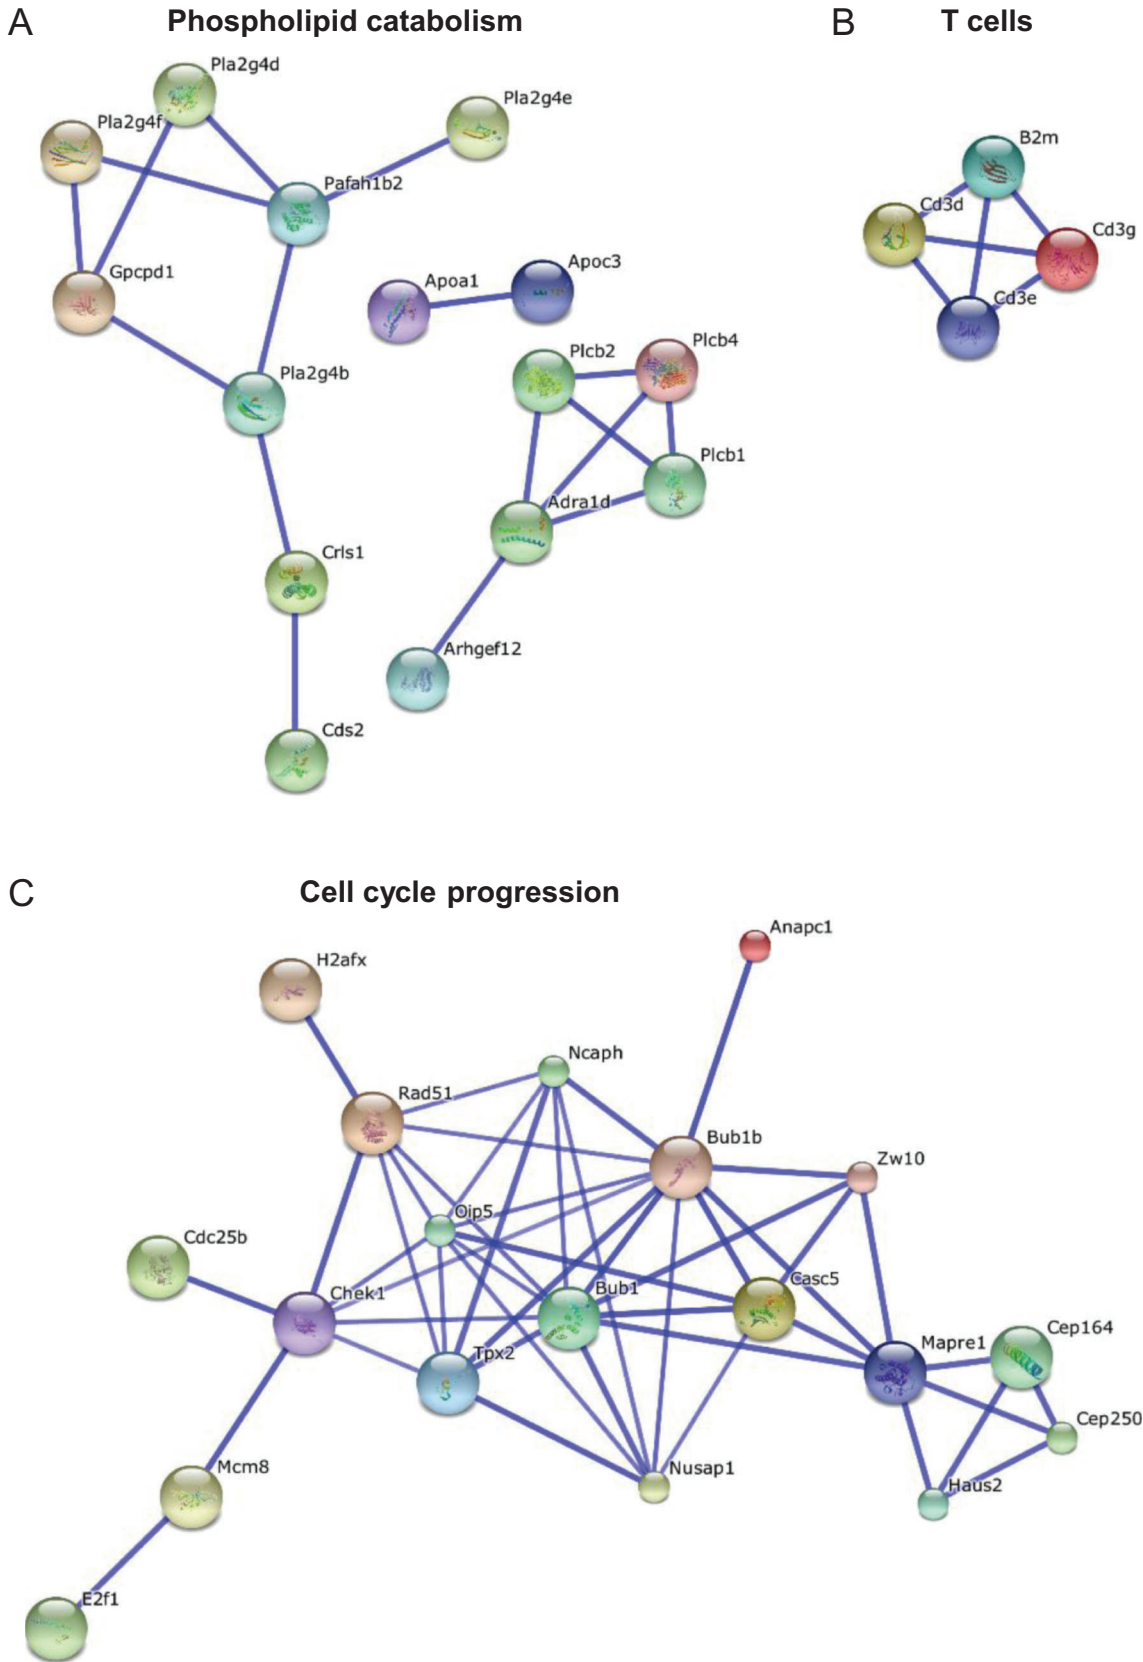 A
Phospholipid catabolism
B
T cells
Pla2g4d
Pla2g4e
Pla2g4f
Pafah1b2
B2m
Cd3d
Cd3g
Cd3e
Gpcpd1
Apoa1
Apoc3
Plcb2
Plcb4
Pla2g4b
Plcb1
Adra1d
Crls1
Arhgef12
Cds2
C
Cell cycle progression
Anapc1
H2afx
Ncaph
Rad51
Bub1b
Zw10
Oip5
Cdc25b
Chek1
Bub1
Casc5
Mapre1
Cep164
Tpx2
Cep250
Mcm8
Nusap1
Haus2
E2f1